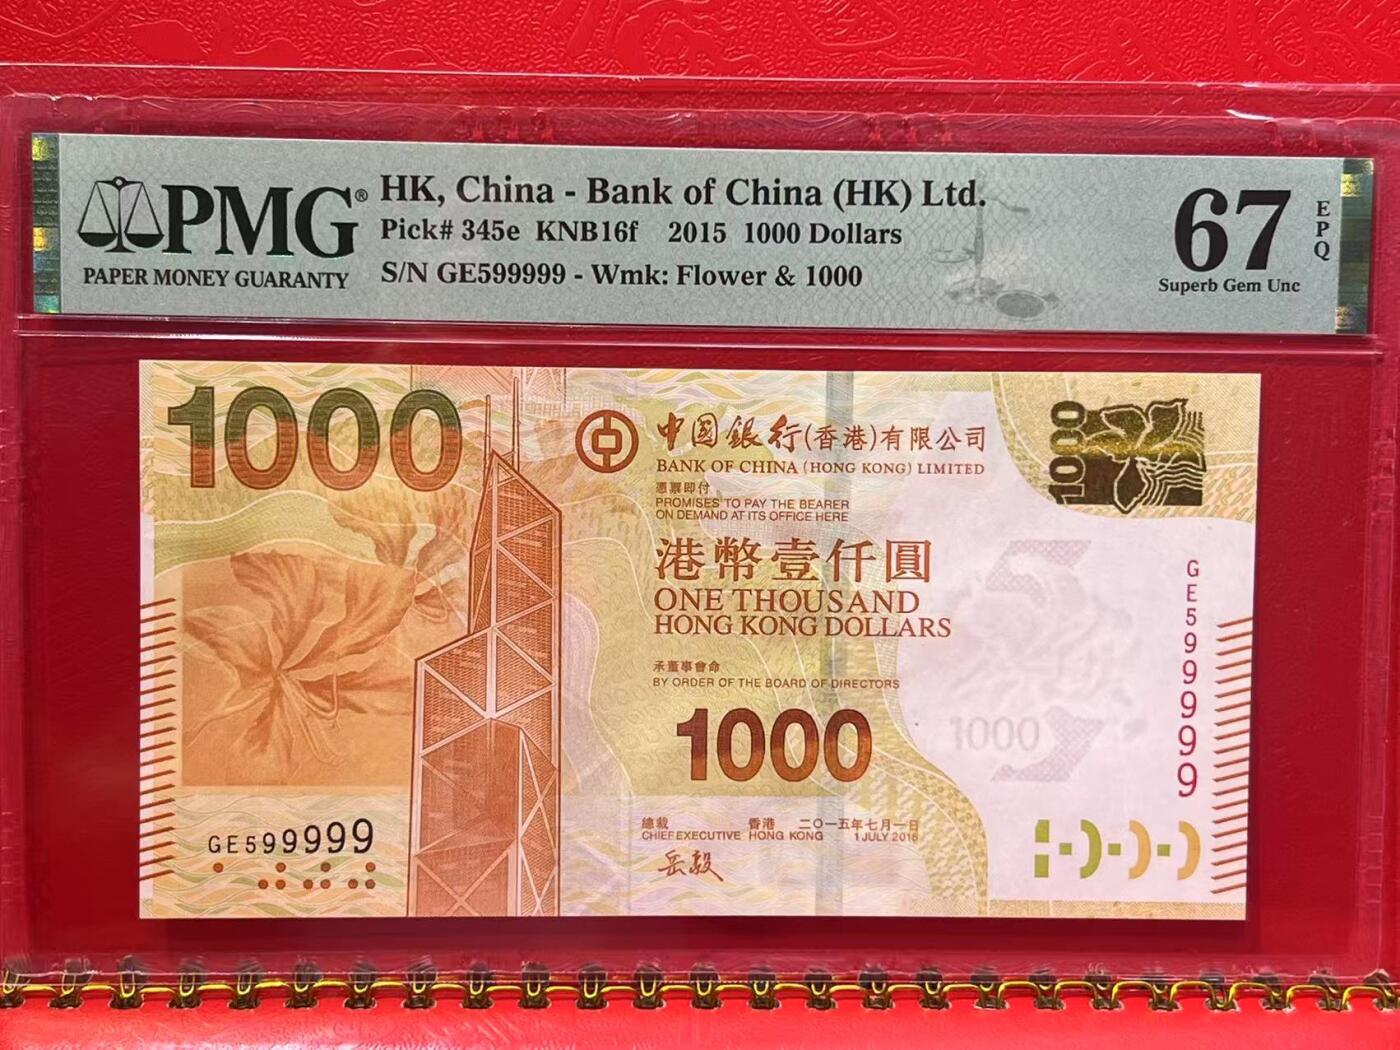 PMG®
PAPER MONEY GUARANTY
HK, China - Bank of China (HK) Ltd.
Pick# 345e KNB16f 2015 1000 Dollars
S/N GE599999 - Wmk: Flower & 1000
67
EPQ
Superb Gem Unc
1000
中国银行(香港)有限公司
BANK OF CHINA (HONG KONG) LIMITED
憑票即付
PROMISES TO PAY THE BEARER
ON DEMAND AT ITS OFFICE HERE
1000
港幣壹仟圓
ONE THOUSAND
HONG KONG DOLLARS
GE599999
承董事會命
BY ORDER OF THE BOARD OF DIRECTORS
1000
1000
GE599999
總裁 香港 二〇一五年七月一日
CHIEF EXECUTIVE HONG KONG 1 JULY 2015
岳毅